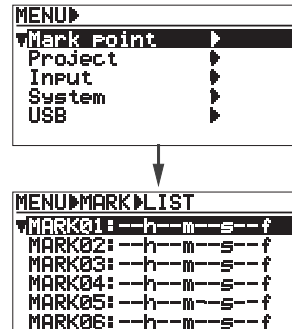 MENU▶
▼Mark point ▶
Project ▶
Input ▶
System ▶
USB ▶
MENU▶MARK▶LIST
▼MARK01:--h--m--s--f
MARK02:--h--m--s--f
MARK03:--h--m--s--f
MARK04:--h--m--s--f
MARK05:--h--m--s--f
MARK06:--h--m--s--f